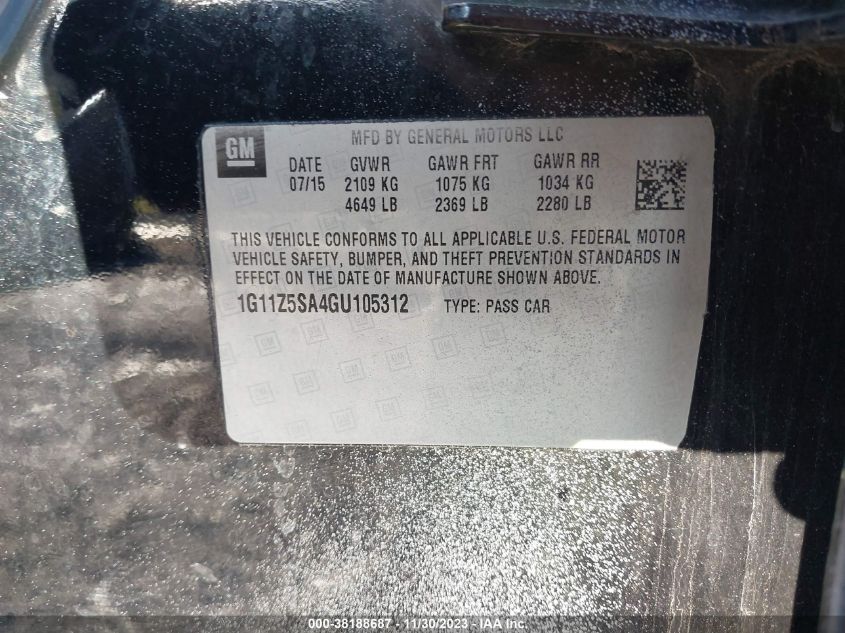 GM
MFD BY GENERAL MOTORS LLC
DATE GVWR GAWR FRT GAWR RR
07/15 2109 KG 1075 KG 1034 KG
4649 LB 2369 LB 2280 LB
THIS VEHICLE CONFORMS TO ALL APPLICABLE U.S. FEDERAL MOTOR
VEHICLE SAFETY, BUMPER, AND THEFT PREVENTION STANDARDS IN
EFFECT ON THE DATE OF MANUFACTURE SHOWN ABOVE.
1G11Z5SA4GU105312 TYPE: PASS CAR
000-38188687 - 11/30/2023 - IAA Inc.